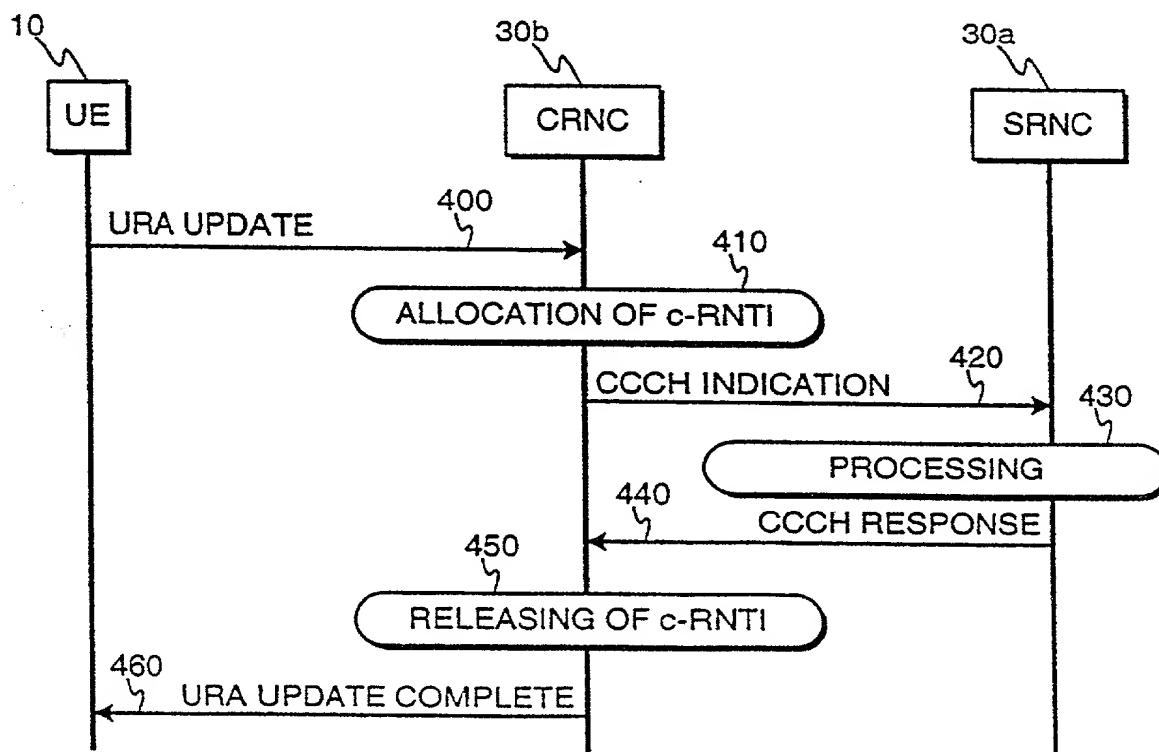 10
30b
30a
UE
CRNC
SRNC
URA UPDATE
400
410
ALLOCATION OF c-RNTI
CCCH INDICATION
420
430
PROCESSING
440
CCCH RESPONSE
450
RELEASING OF c-RNTI
460
URA UPDATE COMPLETE